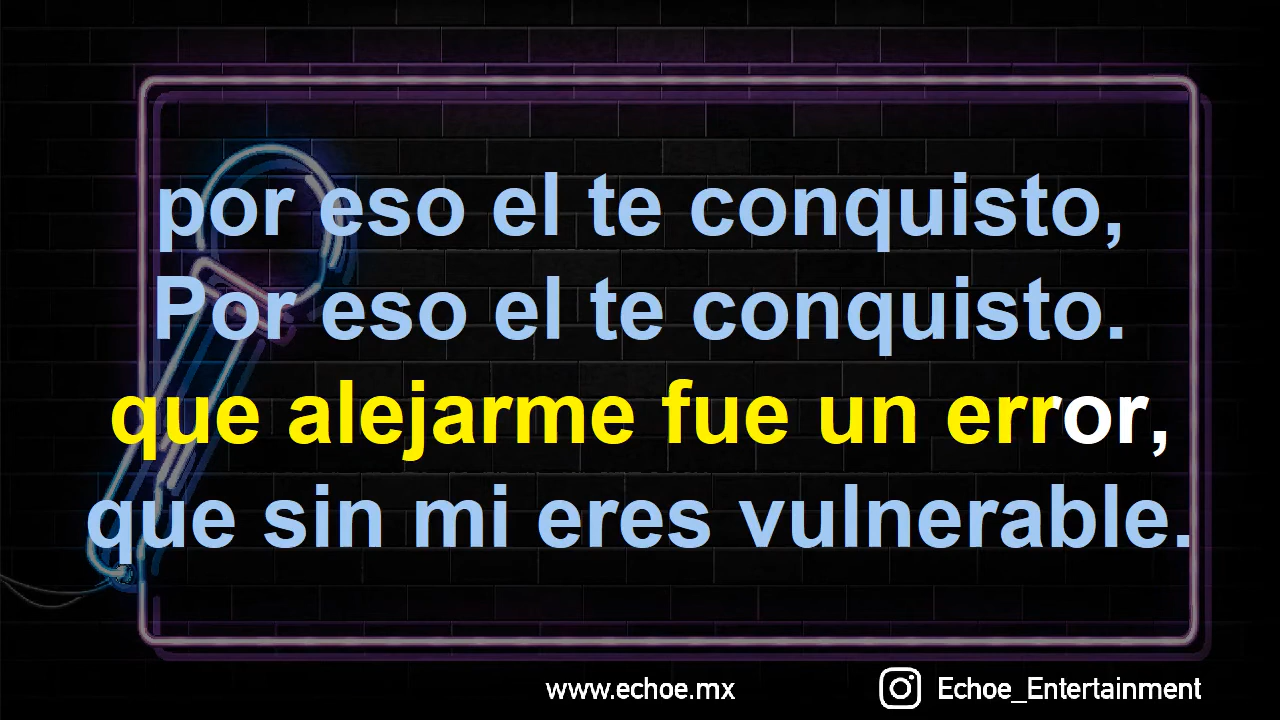 por eso el te conquisto,
Por eso el te conquisto.
que alejarme fue un error,
que sin mi eres vulnerable.
www.echoe.mx
Echoe_Entertainment